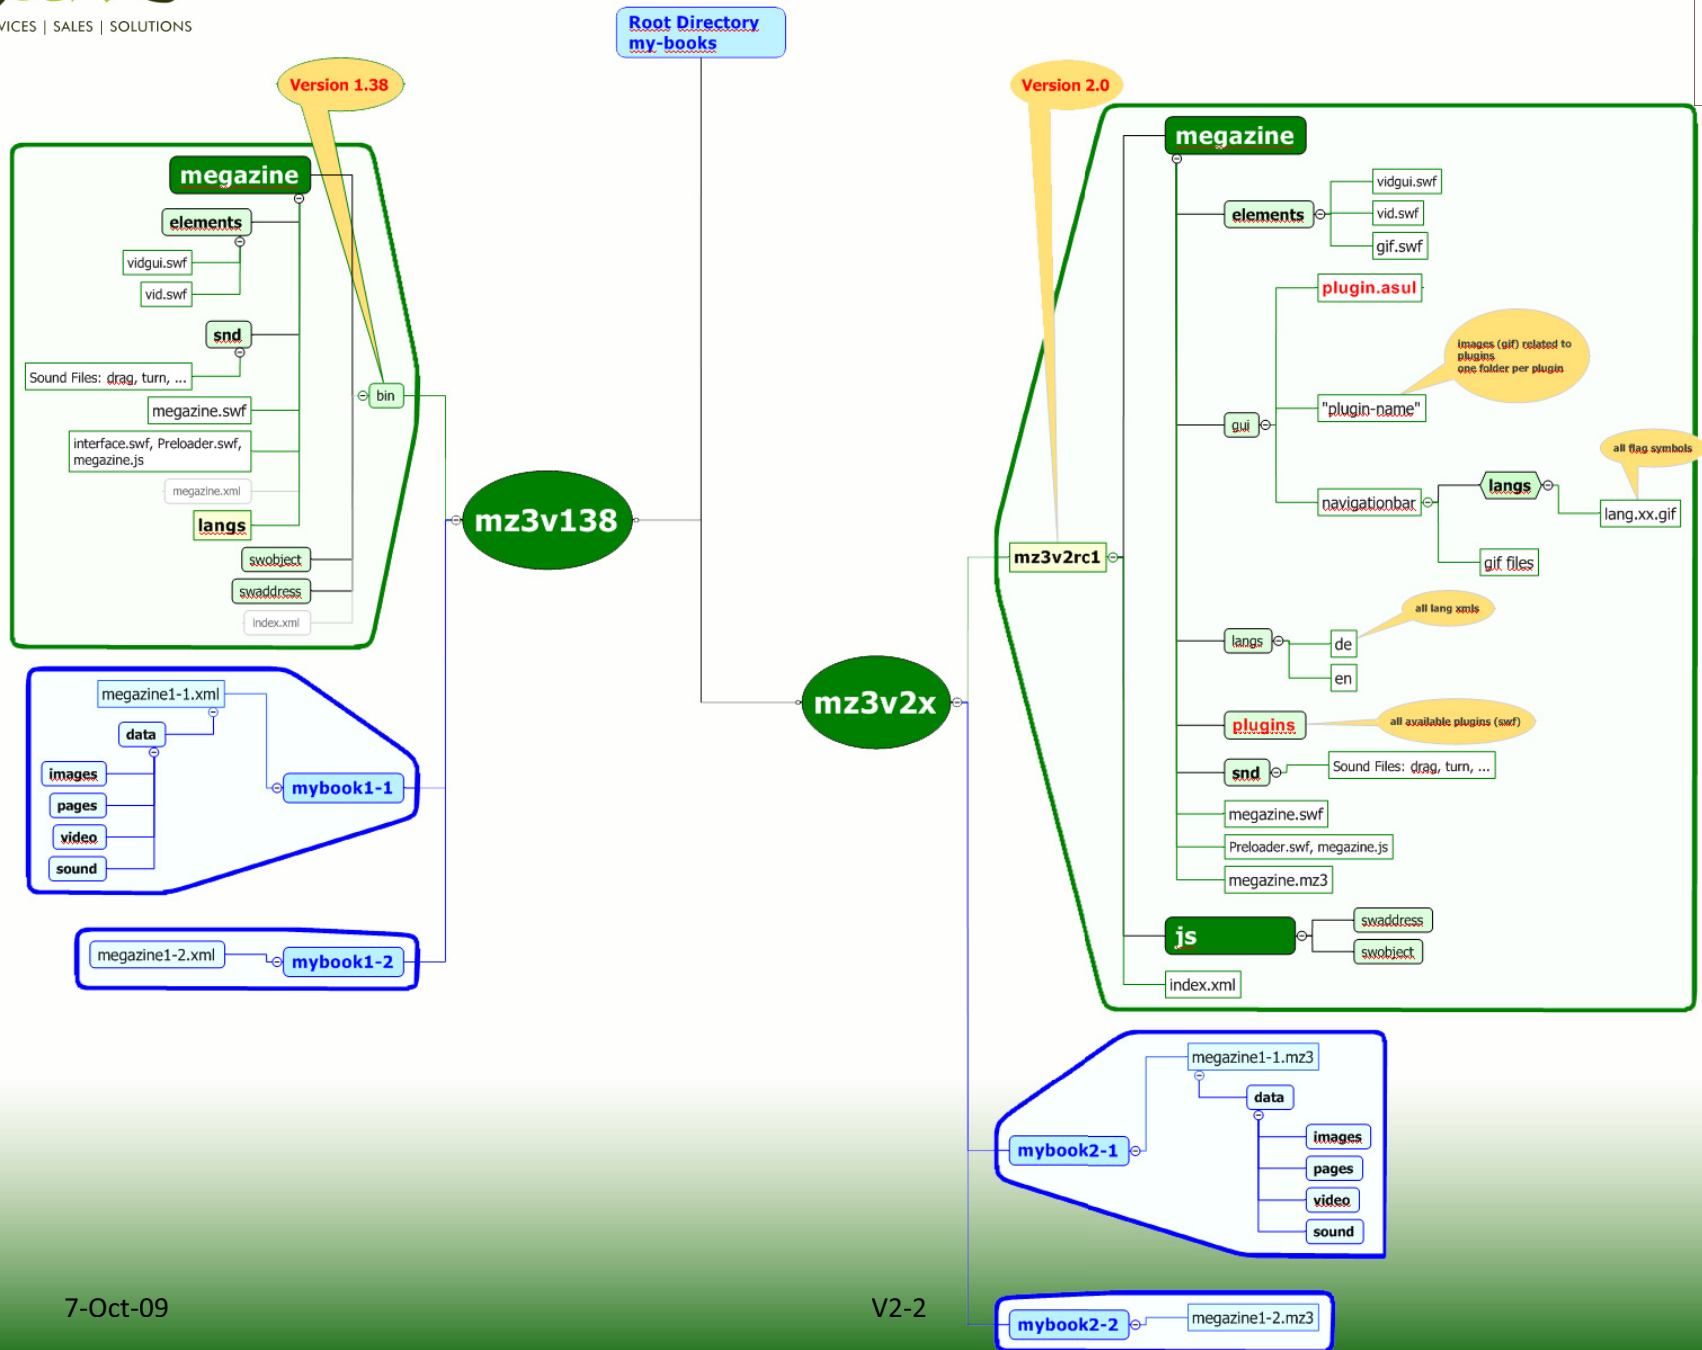 VICES | SALES | SOLUTIONS
Root Directory
my-books
Version 1.38
megazine
elements
vidgui.swf
vid.swf
snd
Sound Files: drag, turn, ...
megazine.swf
interface.swf, Preloader.swf,
megazine.js
megazine.xml
langs
swobject
swaddress
index.xml
bin
mz3v138
megazine1-1.xml
data
images
pages
video
sound
mybook1-1
megazine1-2.xml
mybook1-2
Version 2.0
megazine
elements
vidgui.swf
vid.swf
gif.swf
plugin.asul
images (gif) related to
plugins
one folder per plugin
"plugin-name"
gui
all flag symbols
navigationbar
langs
lang.xx.gif
gif files
mz3v2rc1
all lang xmls
langs
de
en
mz3v2x
plugins
all available plugins (swf)
snd
Sound Files: drag, turn, ...
megazine.swf
Preloader.swf, megazine.js
megazine.mz3
js
swaddress
swobject
index.xml
megazine1-1.mz3
data
images
pages
video
sound
mybook2-1
mybook2-2
megazine1-2.mz3
7-Oct-09
V2-2